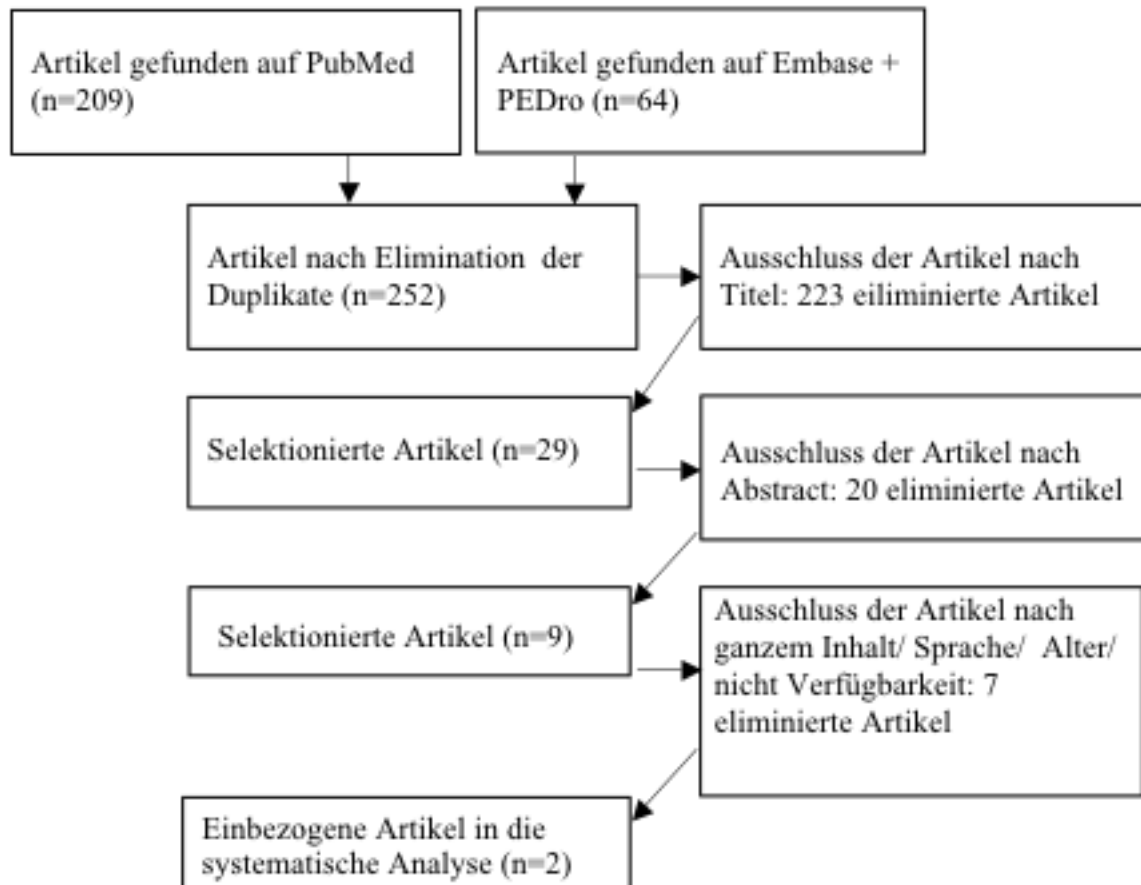 Artikel gefunden auf PubMed
(n=209)
Artikel gefunden auf Embase +
PEDro (n=64)
Artikel nach Elimination der
Duplikate (n=252)
Ausschluss der Artikel nach
Titel: 223 eiliminierte Artikel
Selektionierte Artikel (n=29)
Ausschluss der Artikel nach
Abstract: 20 eliminierte Artikel
Selektionierte Artikel (n=9)
Ausschluss der Artikel nach
ganzem Inhalt/ Sprache/ Alter/
nicht Verfügbarkeit: 7
eliminierte Artikel
Einbezogene Artikel in die
systematische Analyse (n=2)